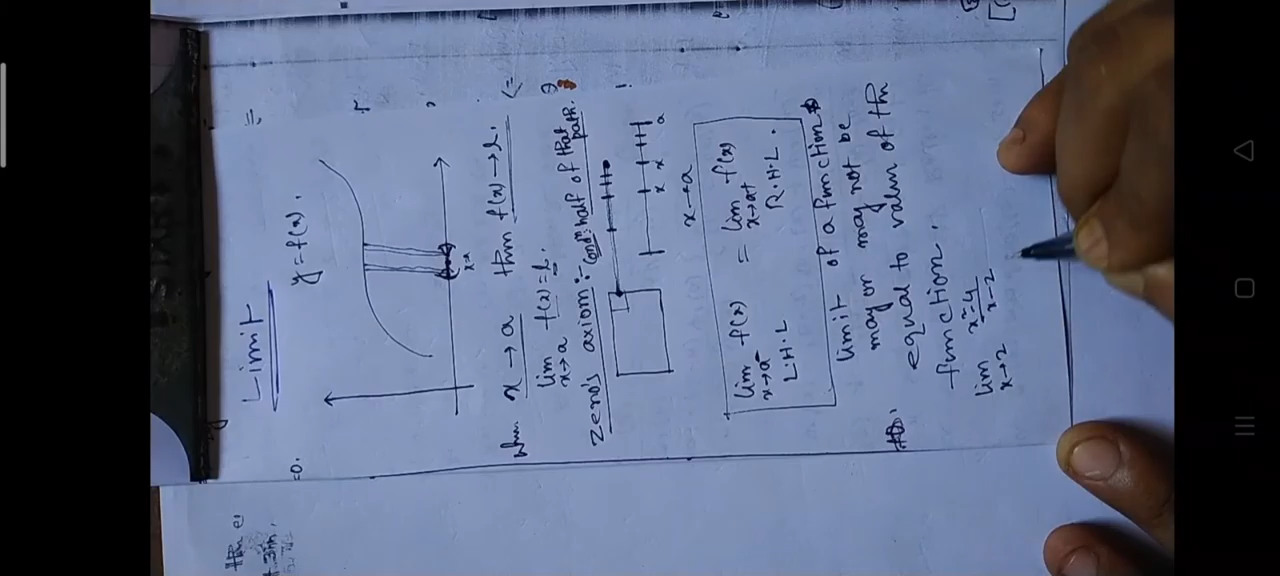 Limit
y = f(x).
x=a
When x → a then f(x) → l.
lim f(x) = l.
x→a
Zeno's axiom:- Cond: half of that path.
x x a
x → a
lim f(x) = lim f(x)
x→a⁻ x→a⁺
L.H.L R.H.L.
limit of a function
may or may not be
equal to value of the
function.
lim x²-4
x→2 x-2